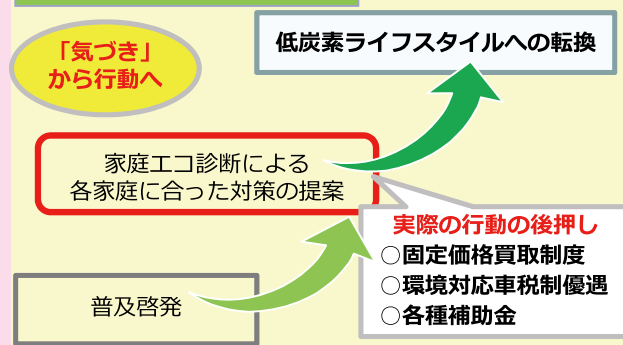 「気づき」
から行動へ
低炭素ライフスタイルへの転換
家庭エコ診断による
各家庭に合った対策の提案
実際の行動の後押し
○固定価格買取制度
○環境対応車税制優遇
○各種補助金
普及啓発